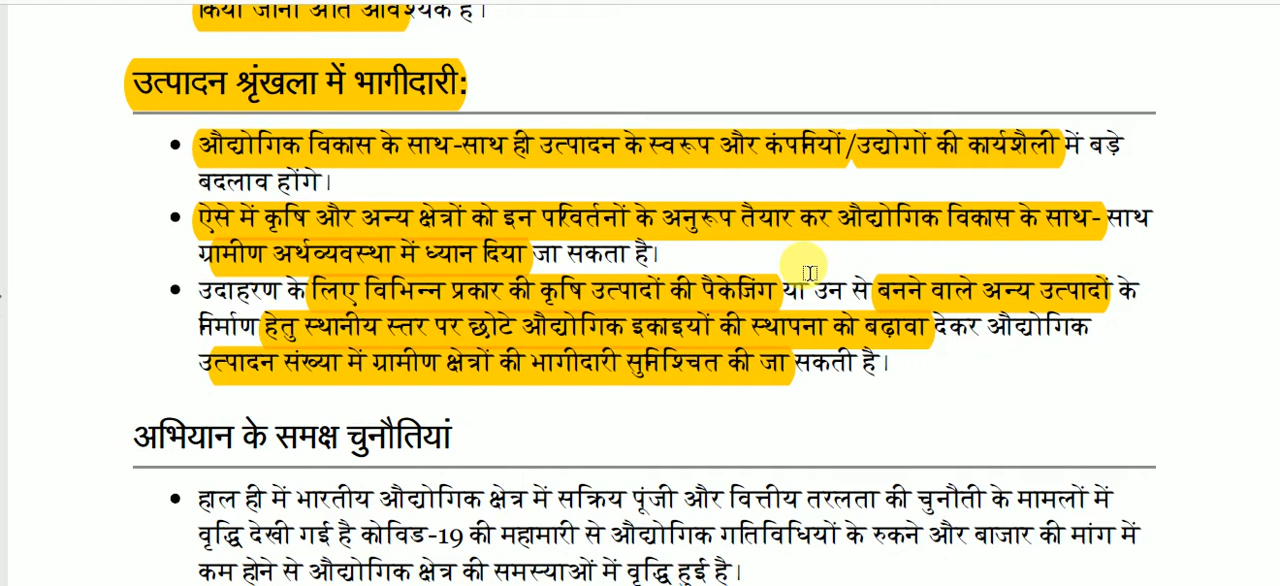 किया जाना अति आवश्यक है।
उत्पादन श्रृंखला में भागीदारी:
औद्योगिक विकास के साथ-साथ ही उत्पादन के स्वरूप और कंपनियों/उद्योगों की कार्यशैली में बड़े
बदलाव होंगे।
ऐसे में कृषि और अन्य क्षेत्रों को इन परिवर्तनों के अनुरूप तैयार कर औद्योगिक विकास के साथ- साथ
ग्रामीण अर्थव्यवस्था में ध्यान दिया जा सकता है।
उदाहरण के लिए विभिन्न प्रकार की कृषि उत्पादों की पैकेजिंग या उन से बनने वाले अन्य उत्पादों के
निर्माण हेतु स्थानीय स्तर पर छोटे औद्योगिक इकाइयों की स्थापना को बढ़ावा देकर औद्योगिक
उत्पादन संख्या में ग्रामीण क्षेत्रों की भागीदारी सुनिश्चित की जा सकती है।
अभियान के समक्ष चुनौतियां
हाल ही में भारतीय औद्योगिक क्षेत्र में सक्रिय पूंजी और वित्तीय तरलता की चुनौती के मामलों में
वृद्धि देखी गई है कोविड-19 की महामारी से औद्योगिक गतिविधियों के रुकने और बाजार की मांग में
कम होने से औद्योगिक क्षेत्र की समस्याओं में वृद्धि हुई है।